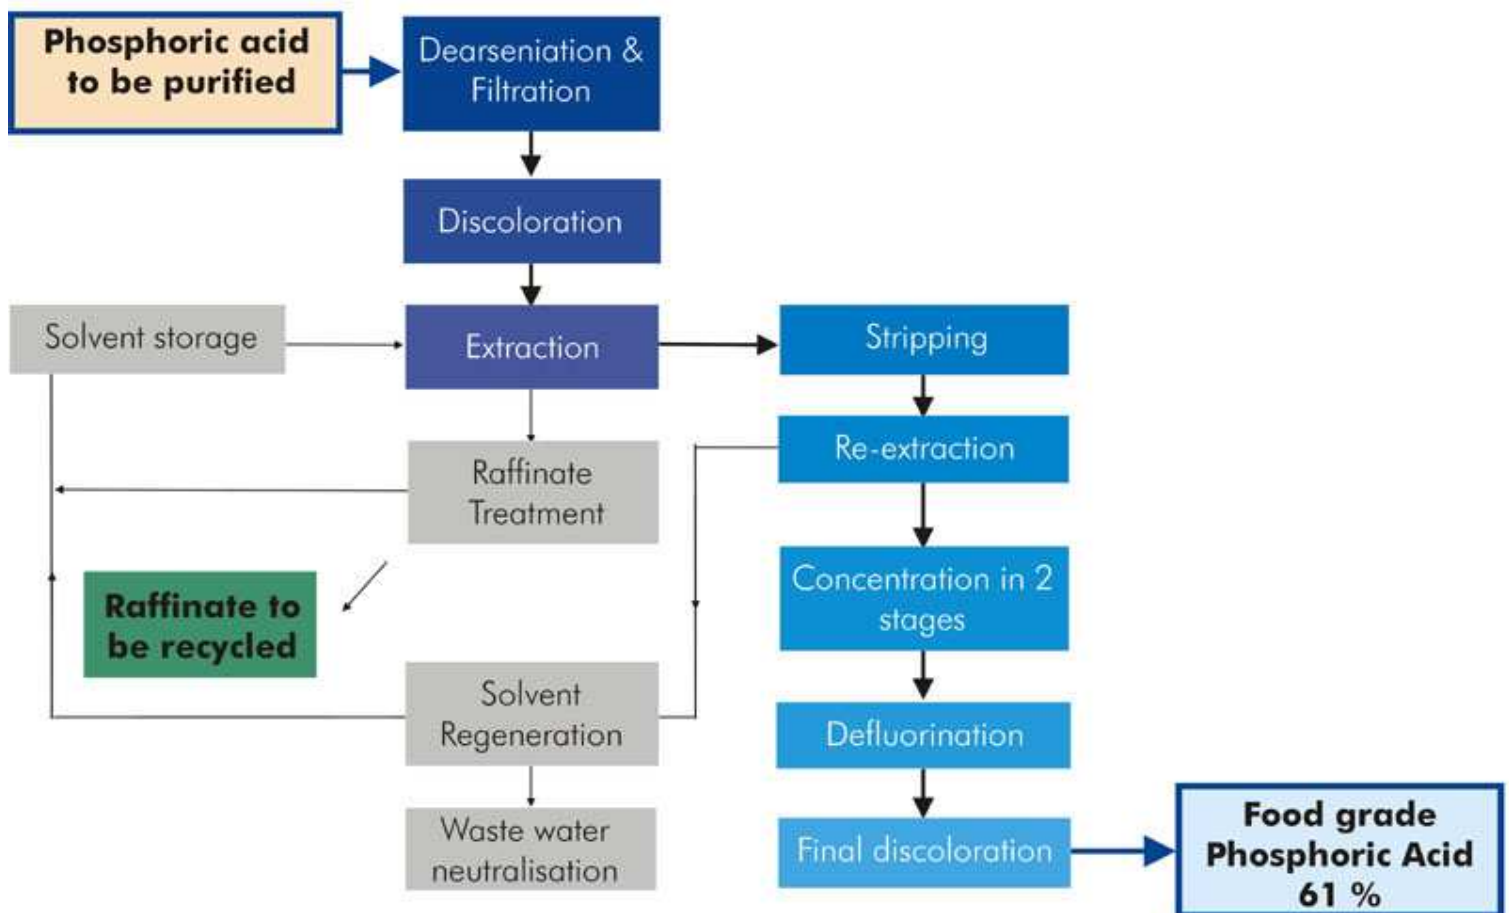 Phosphoric acid
to be purified
Dearseniation &
Filtration
Discoloration
Solvent storage
Extraction
Stripping
Raffinate
Treatment
Re-extraction
Raffinate to
be recycled
Concentration in 2
stages
Solvent
Regeneration
Defluorination
Waste water
neutralisation
Final discoloration
Food grade
Phosphoric Acid
61 %